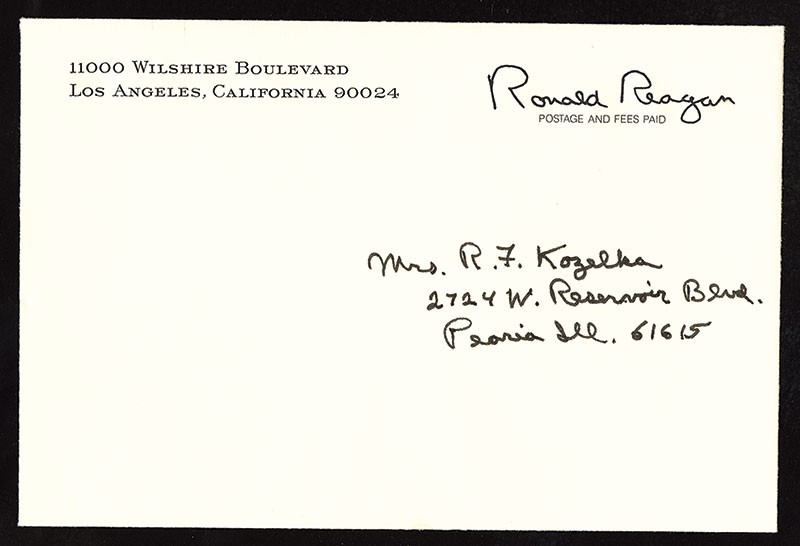 11000 Wilshire Boulevard
Los Angeles, California 90024
Ronald Reagan
POSTAGE AND FEES PAID
Mrs. R. F. Kozelka
2724 W. Reservoir Blvd.
Peoria Ill. 61615